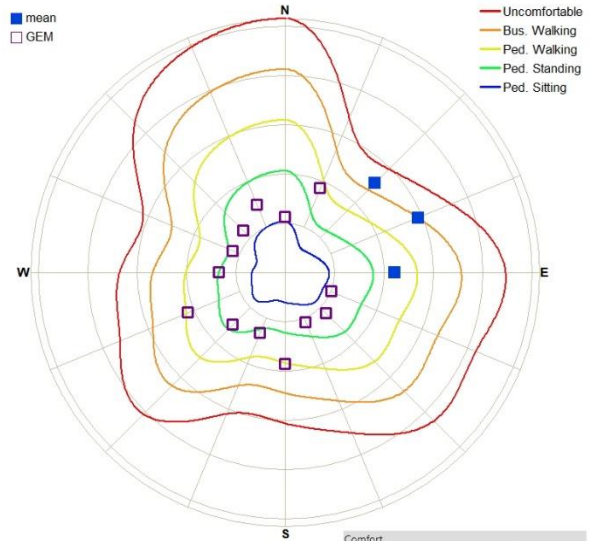 mean
GEM
N
Uncomfortable
Bus. Walking
Ped. Walking
Ped. Standing
Ped. Sitting
W
E
S
Comfort